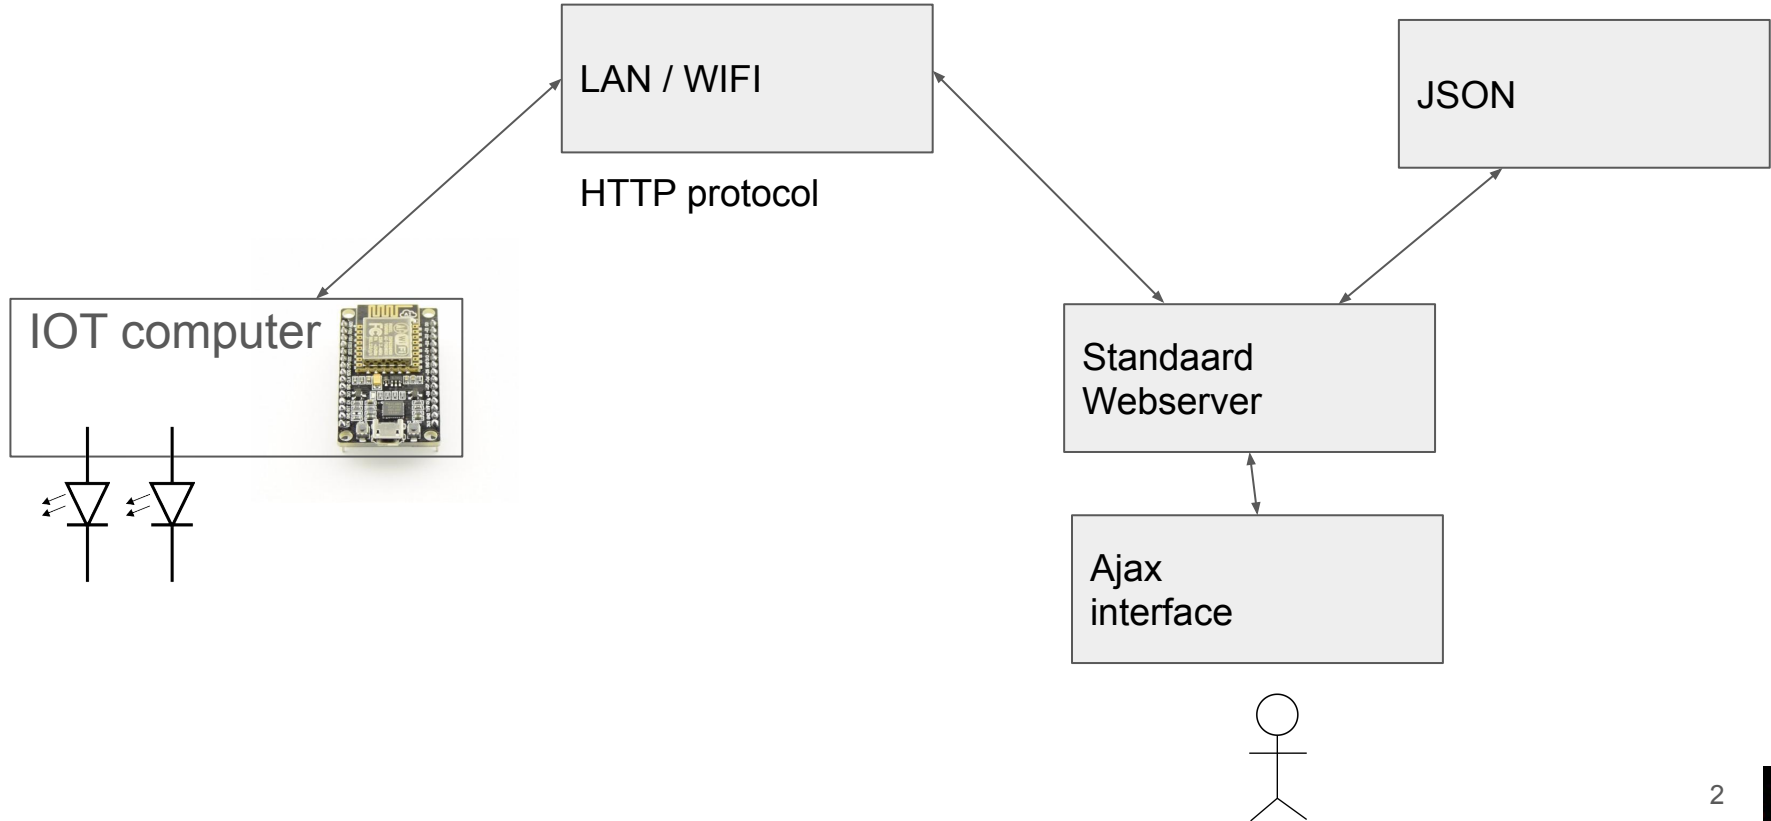 LAN / WIFI
JSON
HTTP protocol
IOT computer
Standaard
Webserver
Ajax
interface
2